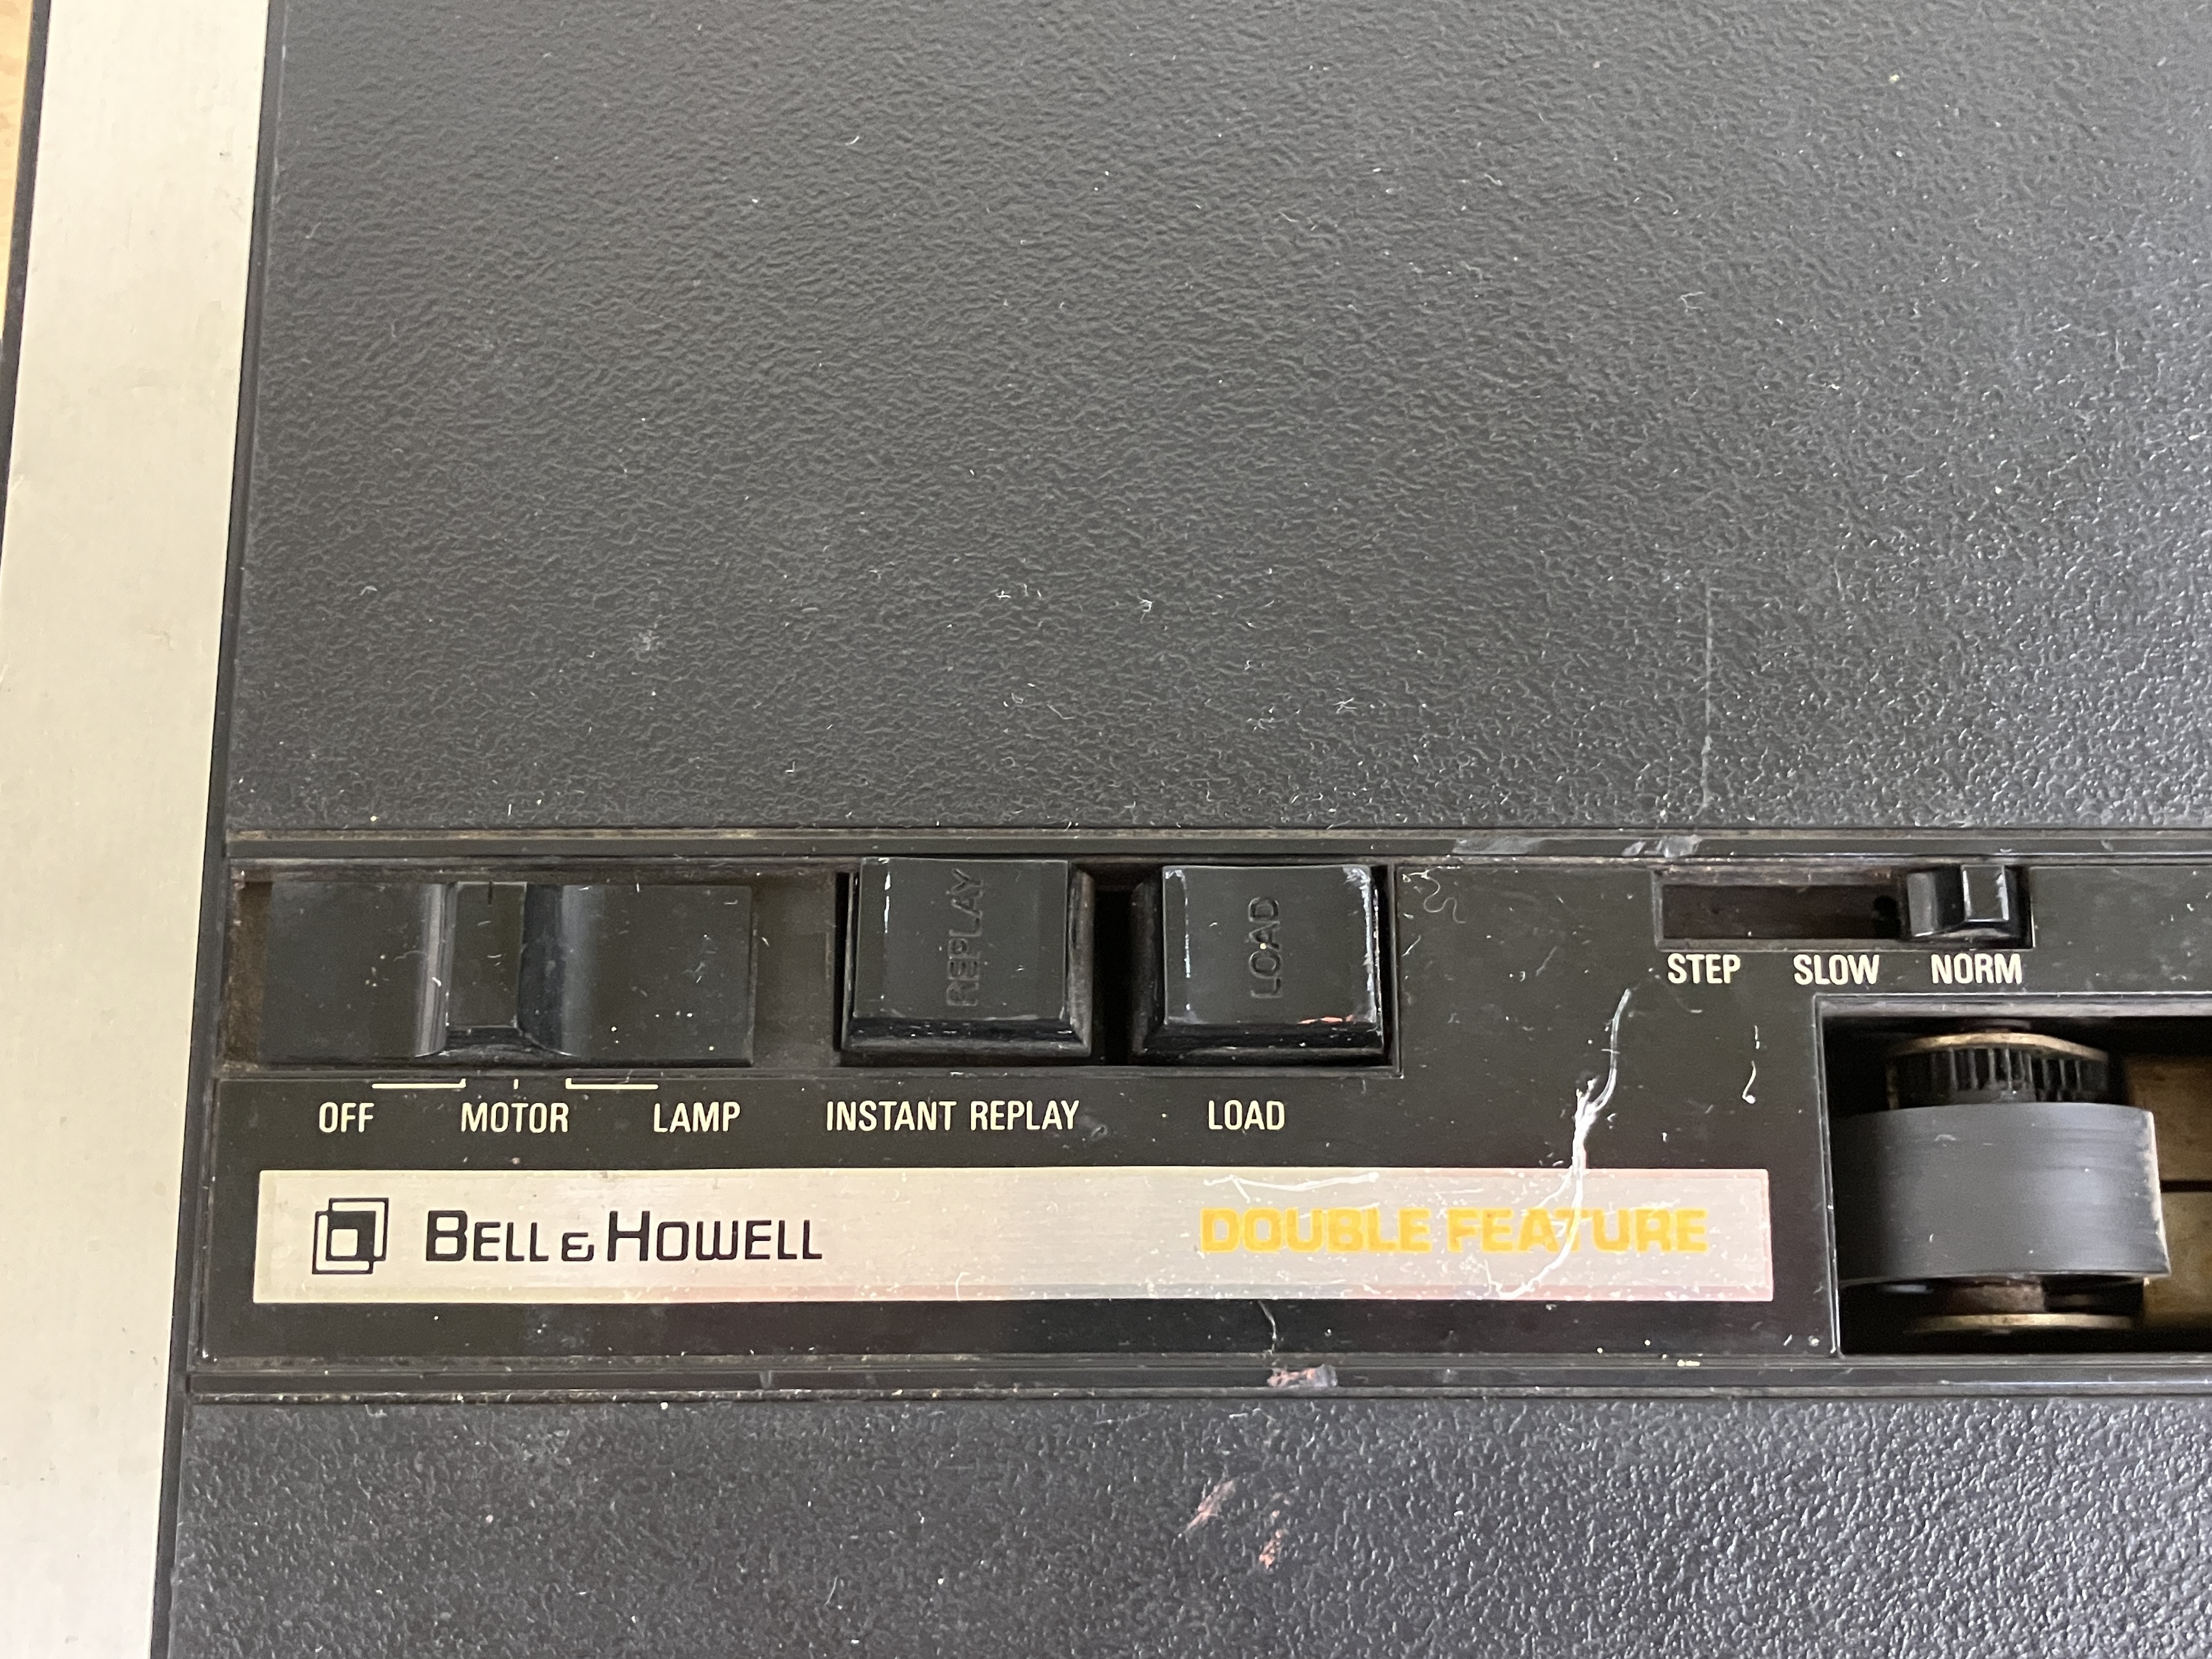 REPLAY
LOAD
STEP SLOW NORM
OFF MOTOR LAMP INSTANT REPLAY LOAD
BELL & HOWELL DOUBLE FEATURE